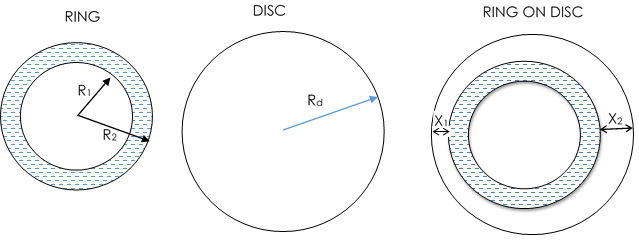 RING
DISC
RING ON DISC
R1
R2
Rd
X1
X2